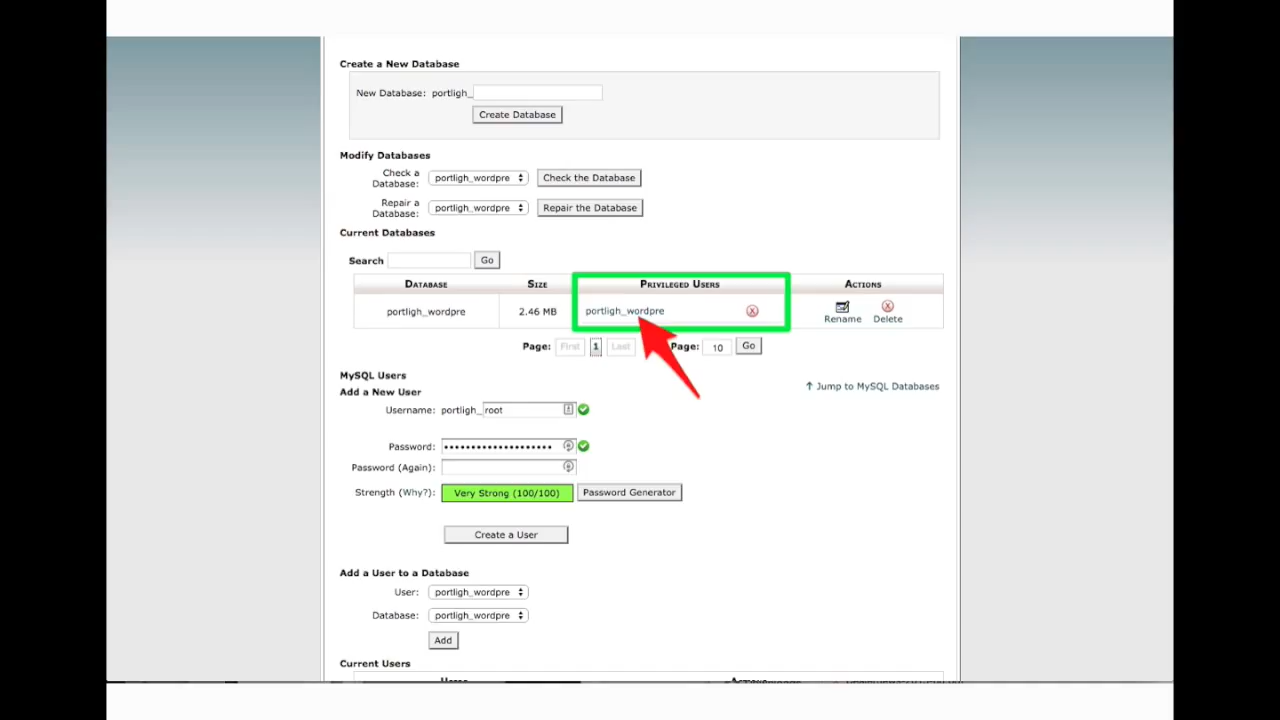 Create a New Database
New Database: portligh_
Create Database
Modify Databases
Check a Database: portligh_wordpre Check the Database
Repair a Database: portligh_wordpre Repair the Database
Current Databases
Search Go
Database Size Privileged Users Actions
portligh_wordpre 2.46 MB portligh_wordpre Rename Delete
Page: First 1 Last Page: 10 Go
MySQL Users
↑ Jump to MySQL Databases
Add a New User
Username: portligh_ root
Password: ••••••••••••••••••••
Password (Again):
Strength (Why?): Very Strong (100/100) Password Generator
Create a User
Add a User to a Database
User: portligh_wordpre
Database: portligh_wordpre
Add
Current Users